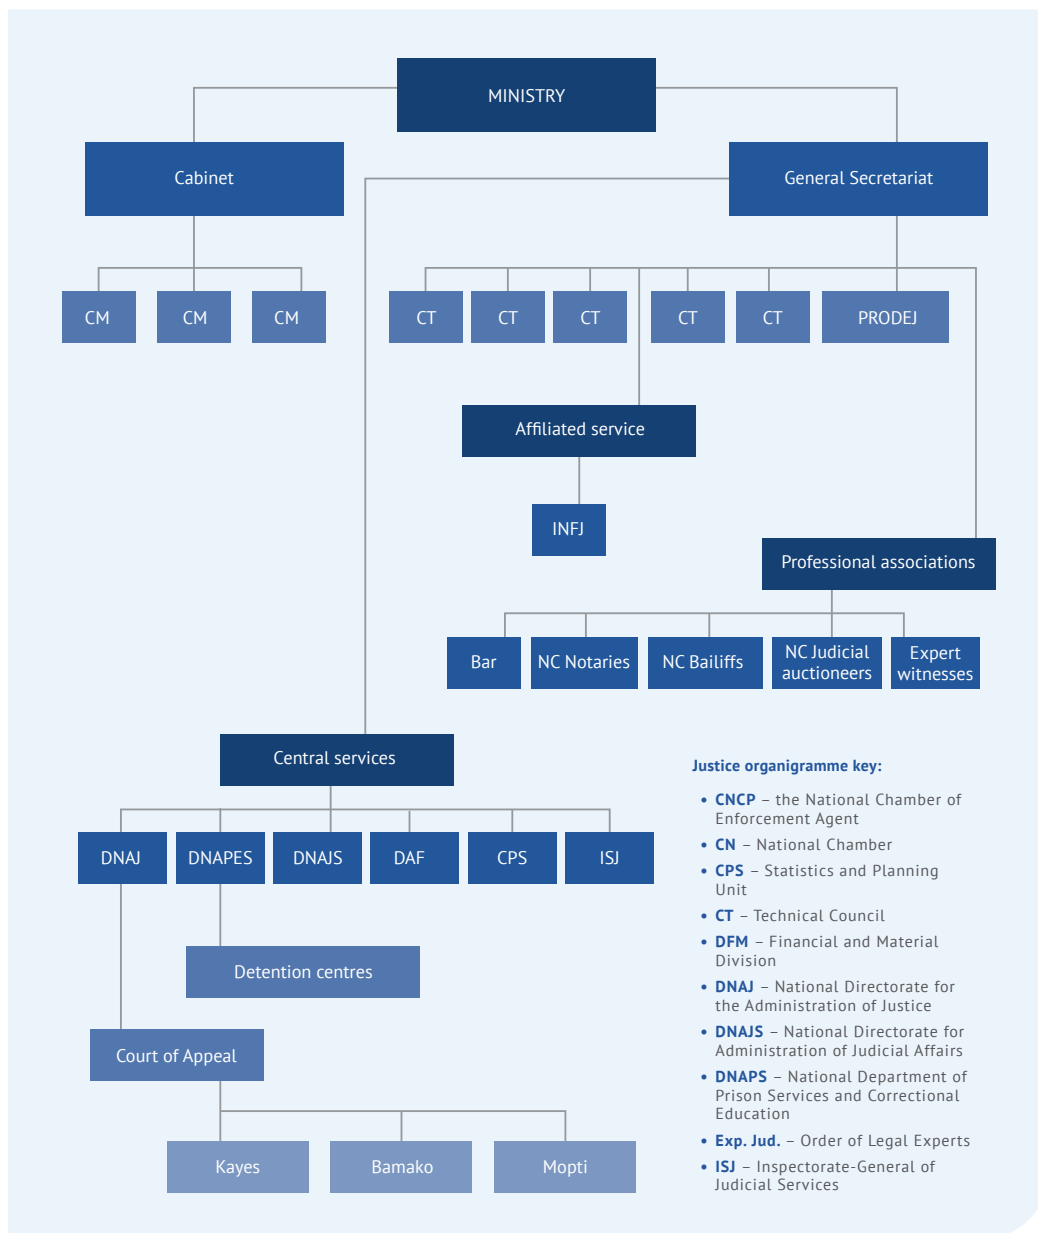 MINISTRY
Cabinet
General Secretariat
CM
CM
CM
CT
CT
CT
CT
CT
PRODEJ
Affiliated service
INFJ
Professional associations
Bar
NC Notaries
NC Bailiffs
NC Judicial
auctioneers
Expert
witnesses
Central services
DNAJ
DNAPES
DNAJS
DAF
CPS
ISJ
Detention centres
Court of Appeal
Kayes
Bamako
Mopti
Justice organigramme key:
• CNCP – the National Chamber of
Enforcement Agent
• CN – National Chamber
• CPS – Statistics and Planning
Unit
• CT – Technical Council
• DFM – Financial and Material
Division
• DNAJ – National Directorate for
the Administration of Justice
• DNAJS – National Directorate for
Administration of Judicial Affairs
• DNAPS – National Department of
Prison Services and Correctional
Education
• Exp. Jud. – Order of Legal Experts
• ISJ – Inspectorate-General of
Judicial Services